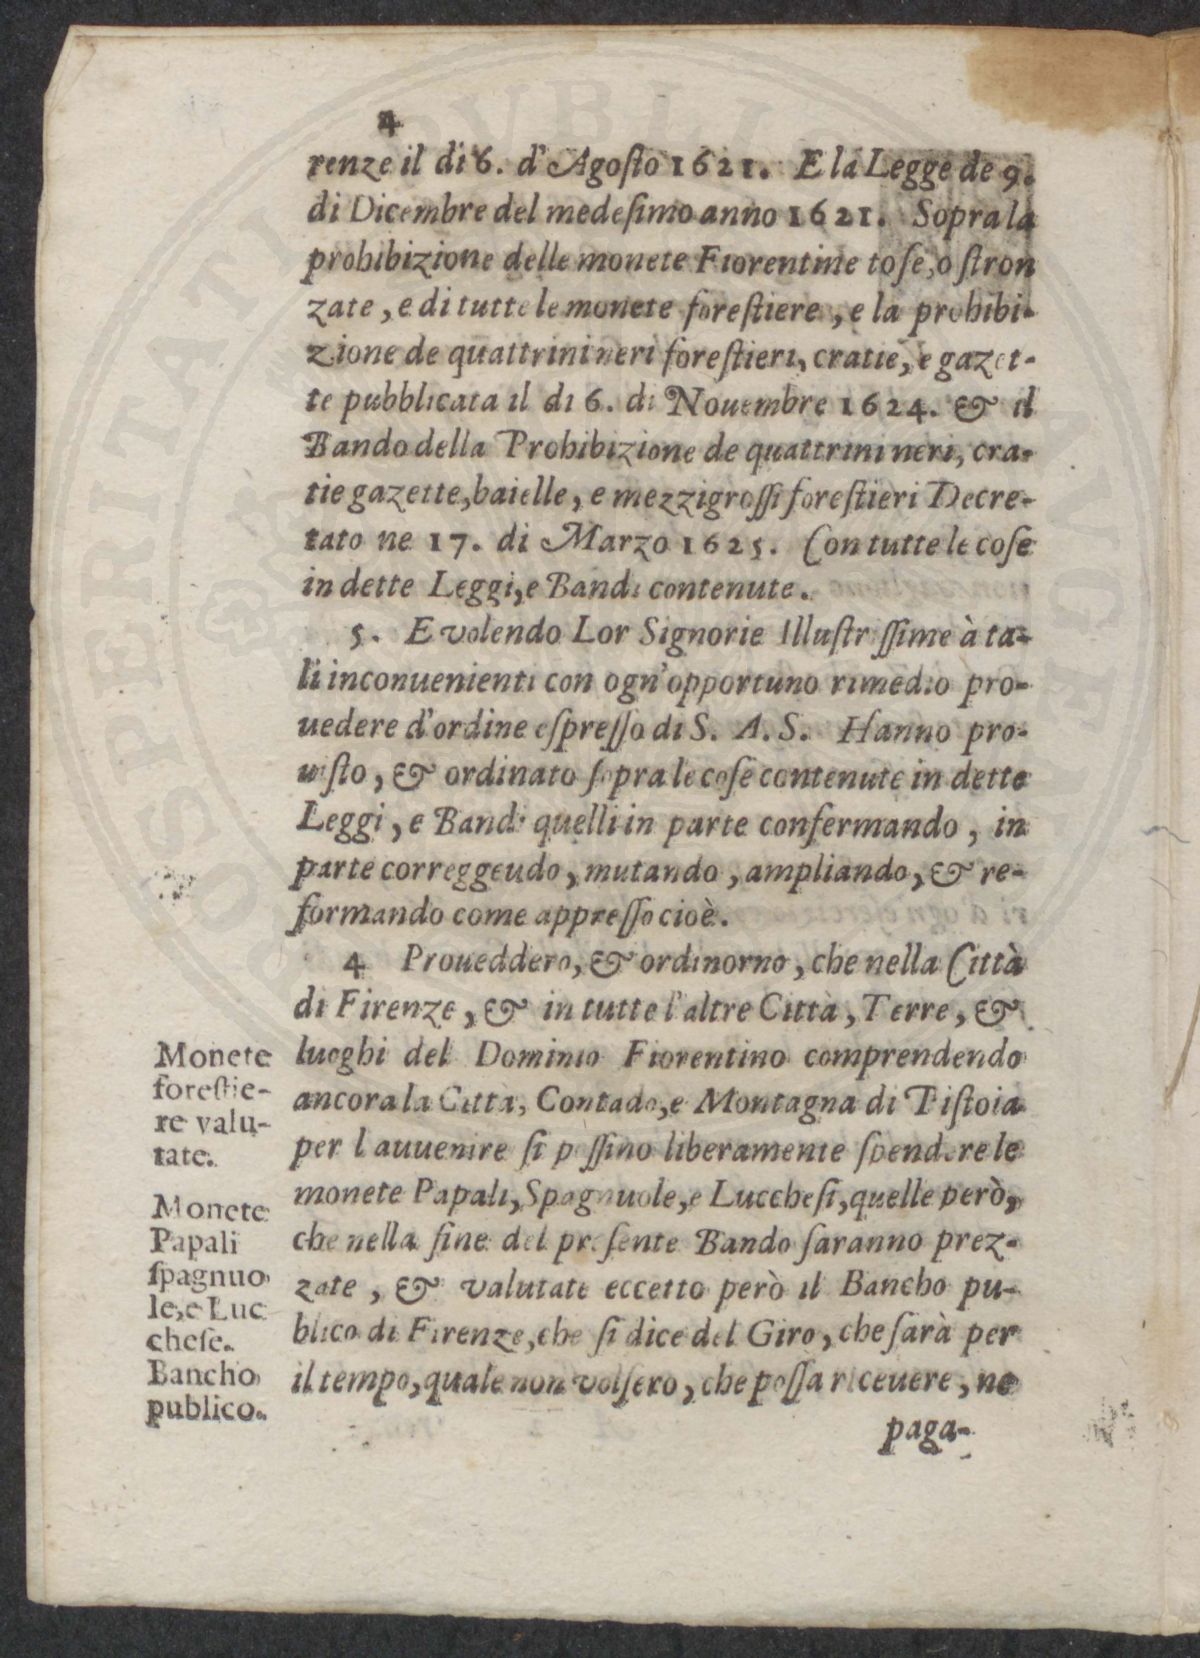 4
renze il di 6. d'Agoſto 1621. E la Legge de 9.
di Dicembre del medeſimo anno 1621. Sopra la
prohibizione delle monete Fiorentine toſe, o ſtron
zate, e di tutte le monete foreſtiere, e la prohibi-
zione de quattrini neri foreſtieri, cratie, e gazet-
te pubblicata il di 6. di Nouembre 1624. & il
Bando della Prohibizione de quattrini neri, cra-
tie gazette, baielle, e mezzigroſſi foreſtieri Decre-
tato ne 17. di Marzo 1625. Con tutte le coſe
in dette Leggi, e Bandi contenute.
5. E volendo Lor Signorie Illuſtriſſime à ta-
li inconuenienti con ogn'opportuno rimedio pro-
uedere d'ordine eſpreſſo di S. A. S. Hanno pro-
uiſto, & ordinato ſopra le coſe contenute in dette
Leggi, e Bandi quelli in parte confermando, in
parte correggeudo, mutando, ampliando, & re-
formando come appreſſo cioè.
4 Proueddero, & ordinorno, che nella Città
di Firenze, & in tutte l'altre Città, Terre, &
luoghi del Dominio Fiorentino comprendendo
ancora la Città, Contado, e Montagna di Piſtoia
per l auuenire ſi poſſino liberamente ſpendere le
monete Papali, Spagnuole, e Luccheſi, quelle però,
che nella fine del preſente Bando ſaranno prez-
zate, & valutate eccetto però il Bancho pu-
blico di Firenze, che ſi dice del Giro, che ſarà per
il tempo, quale non volſero, che poſſa riceuere, ne
paga-
Monete
foreſtie-
re valu-
tate.
Monete
Papali
ſpagnuo
le, e Luc
cheſe.
Bancho
publico.